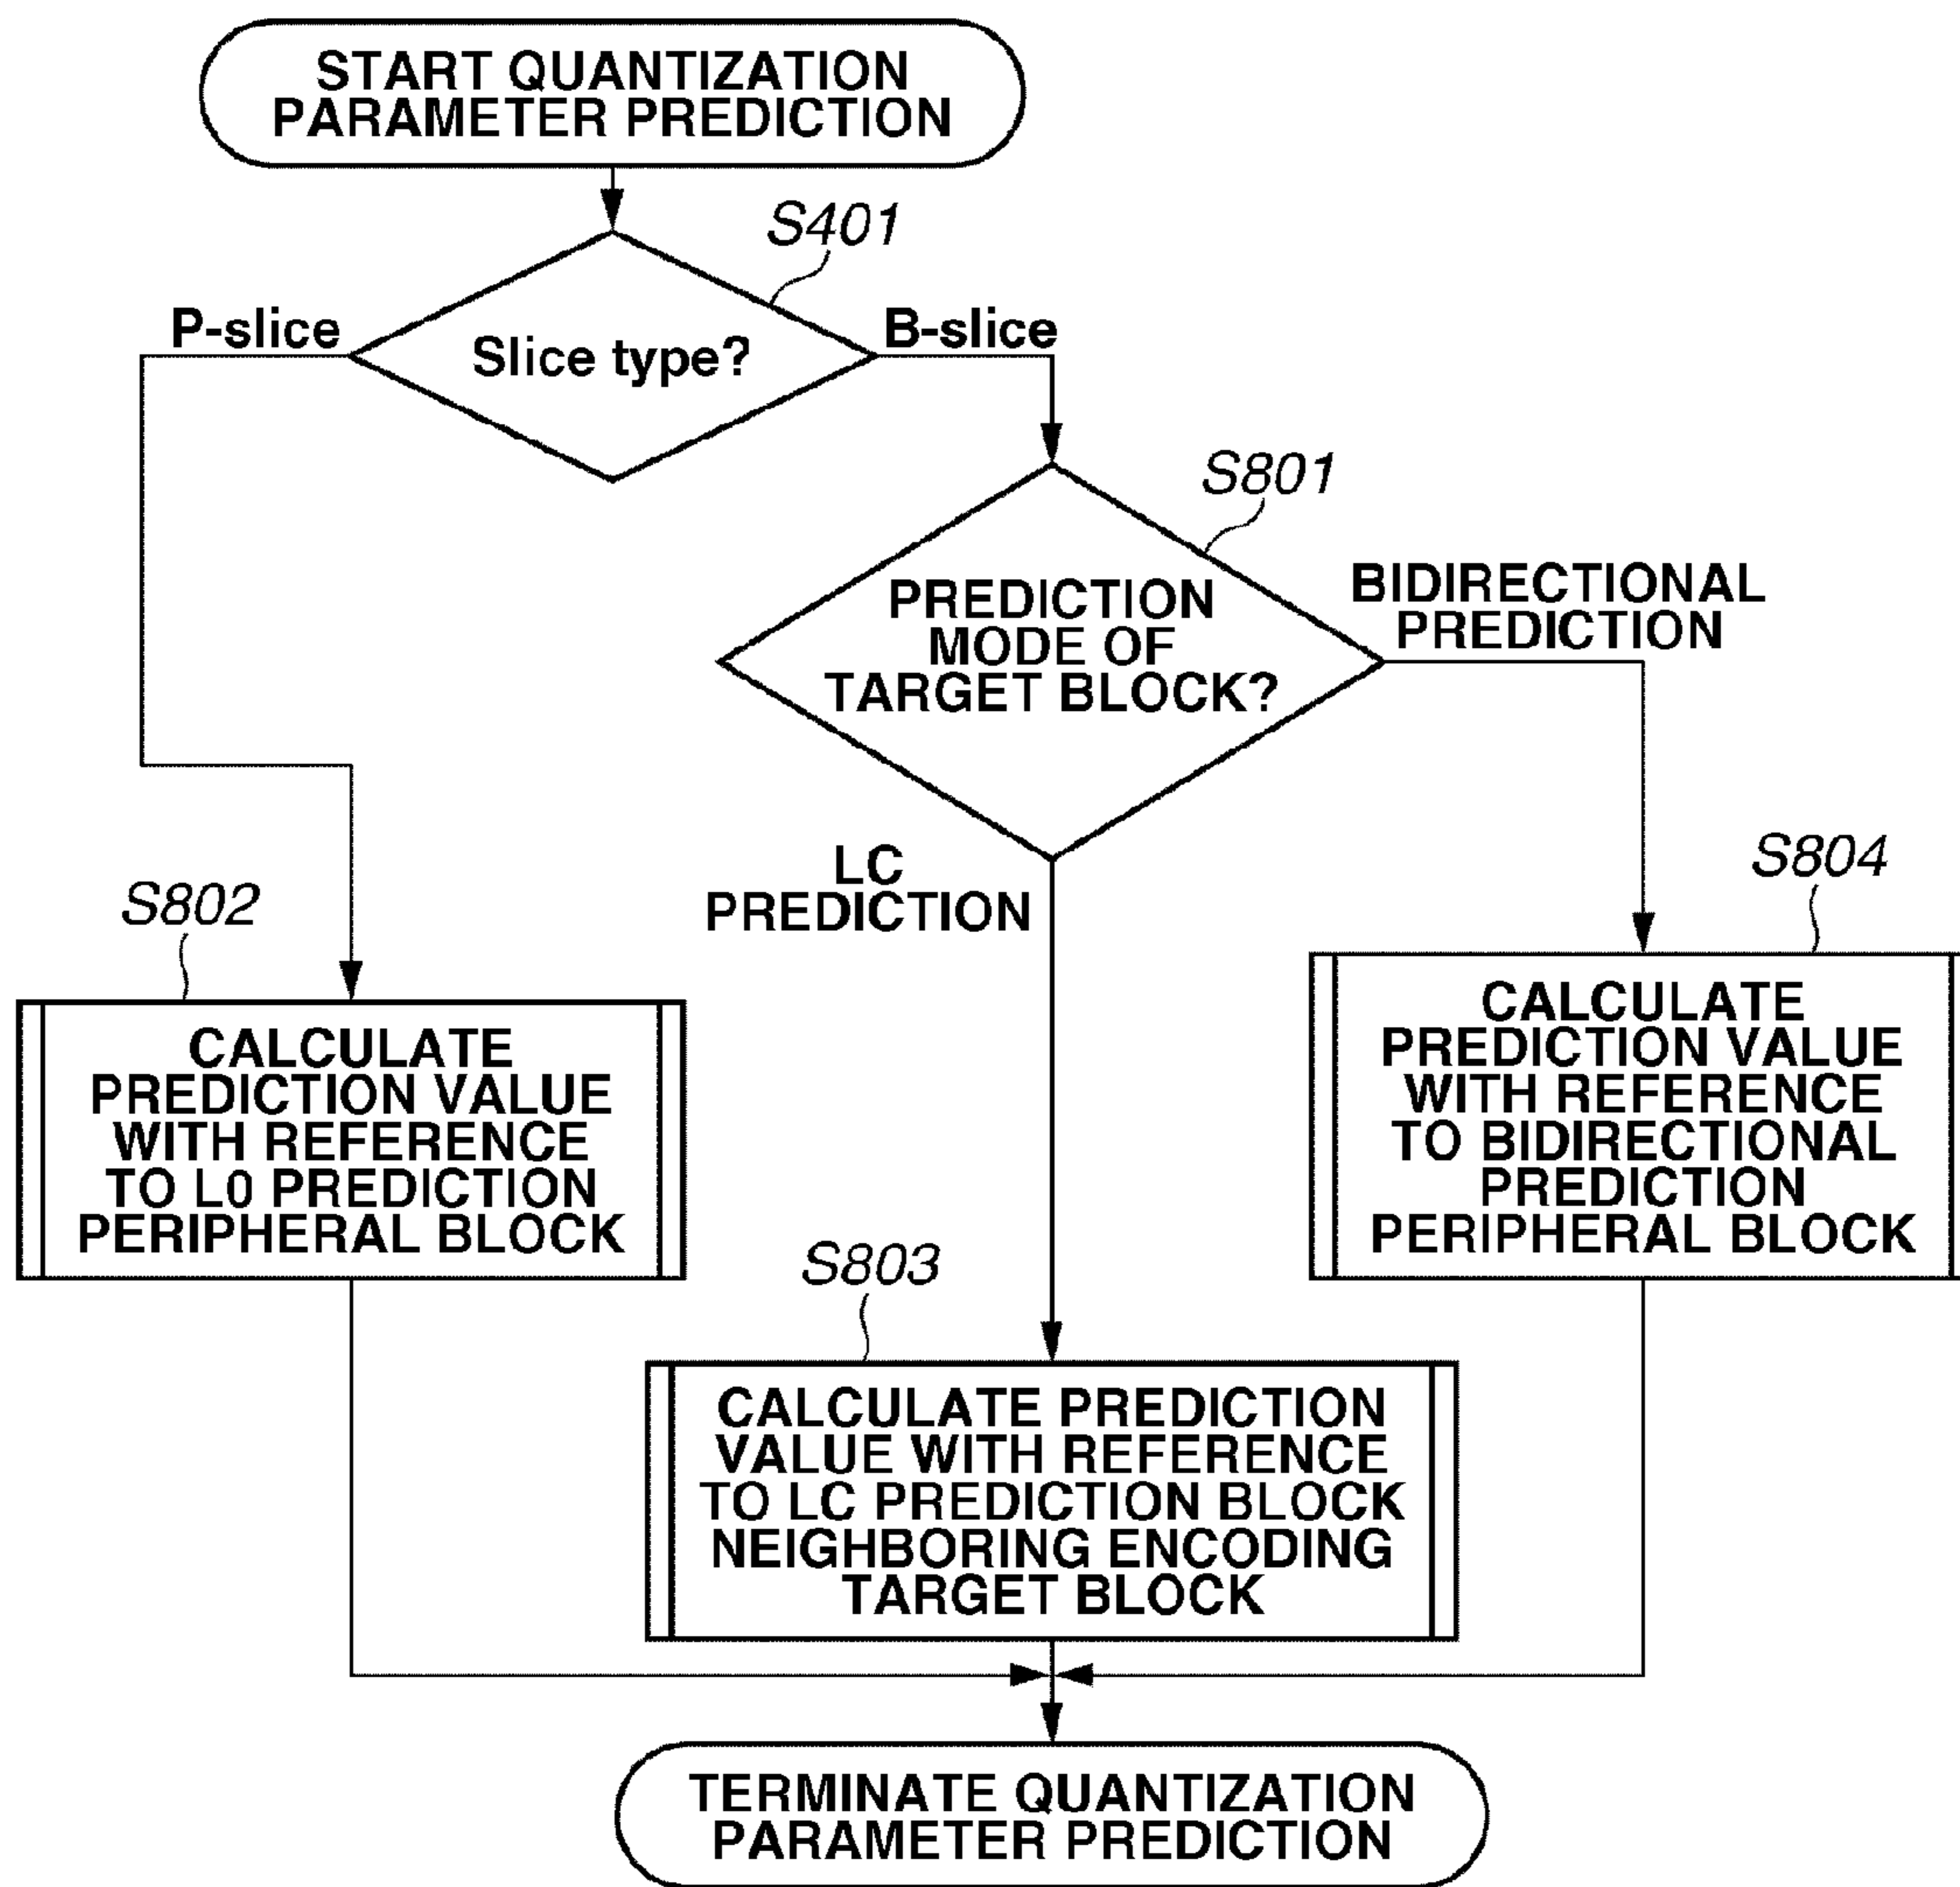 START QUANTIZATION
PARAMETER PREDICTION
S401
P-slice
Slice type?
B-slice
S801
PREDICTION
MODE OF
TARGET BLOCK?
BIDIRECTIONAL
PREDICTION
LC
PREDICTION
S802
CALCULATE
PREDICTION VALUE
WITH REFERENCE
TO L0 PREDICTION
PERIPHERAL BLOCK
S804
CALCULATE
PREDICTION VALUE
WITH REFERENCE
TO BIDIRECTIONAL
PREDICTION
PERIPHERAL BLOCK
S803
CALCULATE PREDICTION
VALUE WITH REFERENCE
TO LC PREDICTION BLOCK
NEIGHBORING ENCODING
TARGET BLOCK
TERMINATE QUANTIZATION
PARAMETER PREDICTION